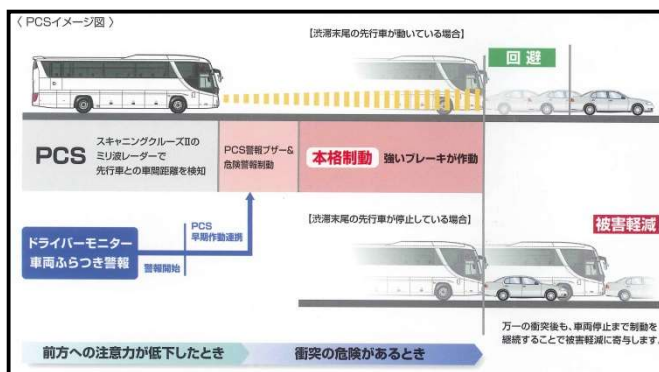 〈 PCSイメージ図 〉
【渋滞末尾の先行車が動いている場合】
回避
PCS
スキャニングクルーズⅡの
ミリ波レーダーで
先行車との車間距離を検知
PCS警報ブザー&
危険警報制動
本格制動 強いブレーキが作動
ドライバーモニター
車両ふらつき警報
警報開始
PCS
早期作動連携
【渋滞末尾の先行車が停止している場合】
被害軽減
万一の衝突後も、車両停止まで制動を
継続することで被害軽減に寄与します。
前方への注意力が低下したとき
衝突の危険があるとき